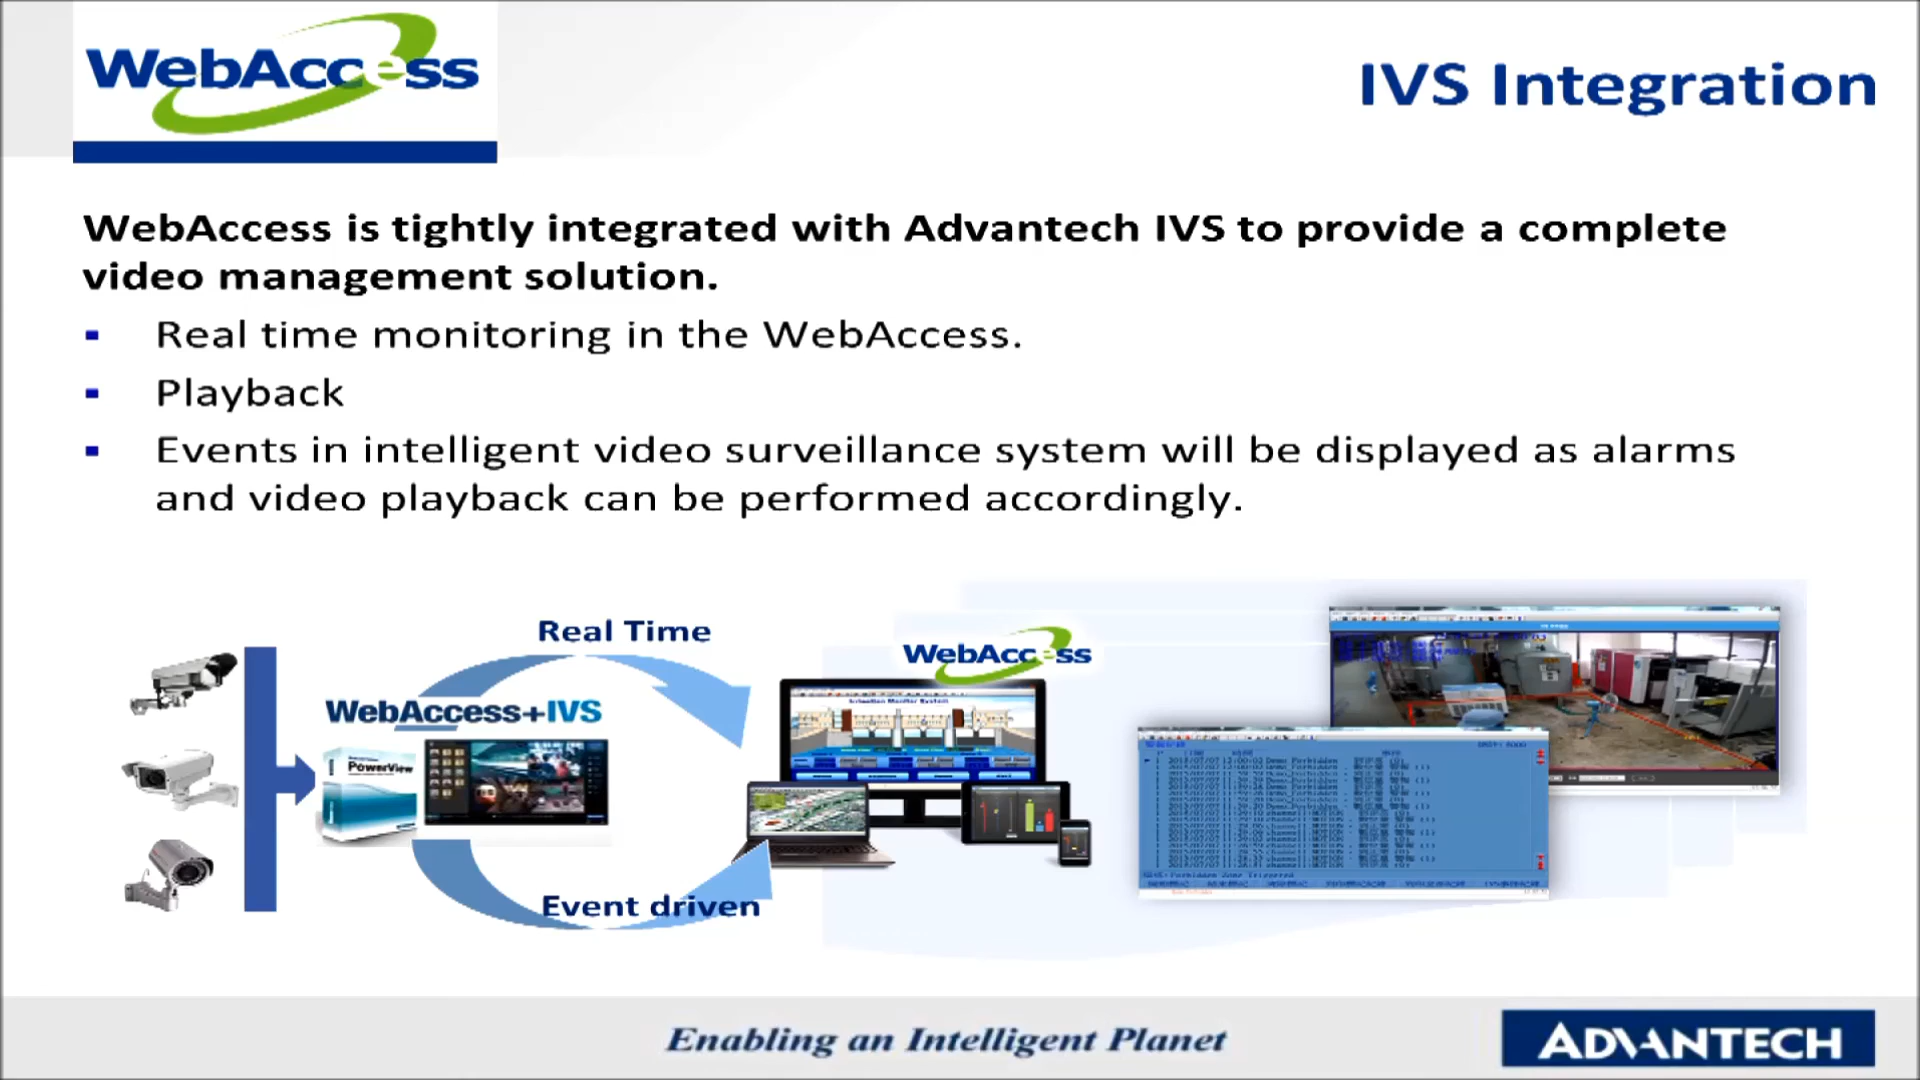 WebAccess
IVS Integration
WebAccess is tightly integrated with Advantech IVS to provide a complete
video management solution.
Real time monitoring in the WebAccess.
Playback
Events in intelligent video surveillance system will be displayed as alarms
and video playback can be performed accordingly.
Real Time
WebAccess
WebAccess+IVS
PowerView
Event driven
Enabling an Intelligent Planet
ADVANTECH